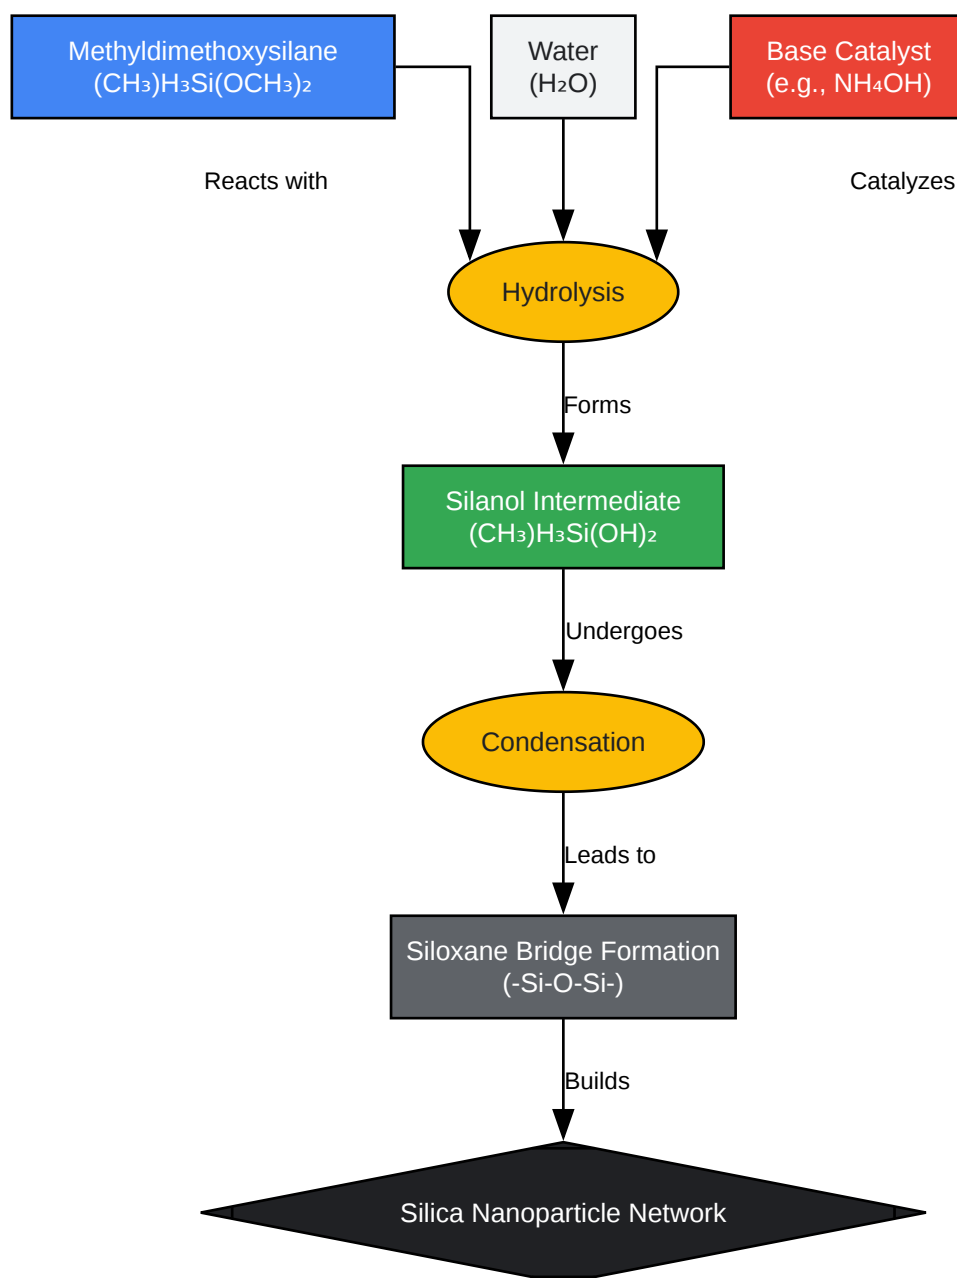 Methyldimethoxysilane
(CH₃)H₃Si(OCH₃)₂
Water
(H₂O)
Base Catalyst
(e.g., NH₄OH)
Reacts with
Catalyzes
Hydrolysis
Forms
Silanol Intermediate
(CH₃)H₃Si(OH)₂
Undergoes
Condensation
Leads to
Siloxane Bridge Formation
(-Si-O-Si-)
Builds
Silica Nanoparticle Network